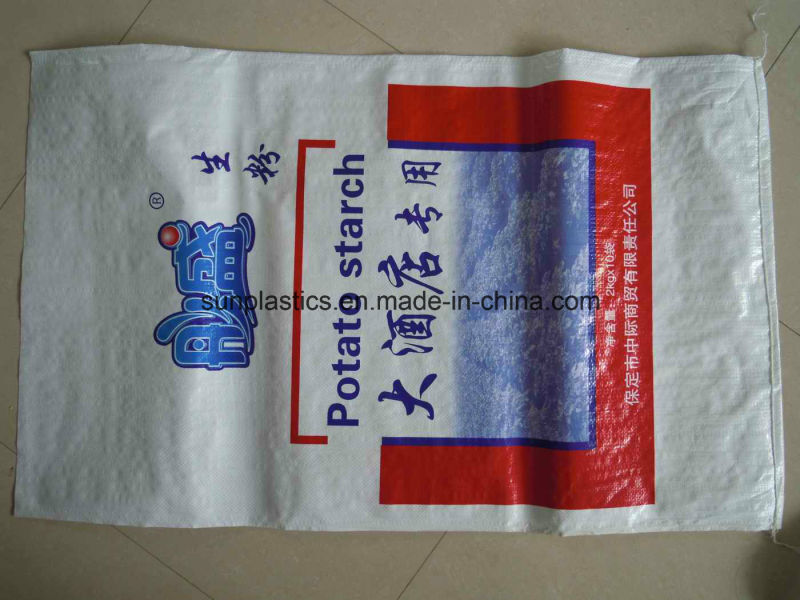 盛®
生粉
Potato starch
大酒店专用
净含量：2kgx10袋
保定市中际商贸有限责任公司
sunplastics.en.made-in-china.com